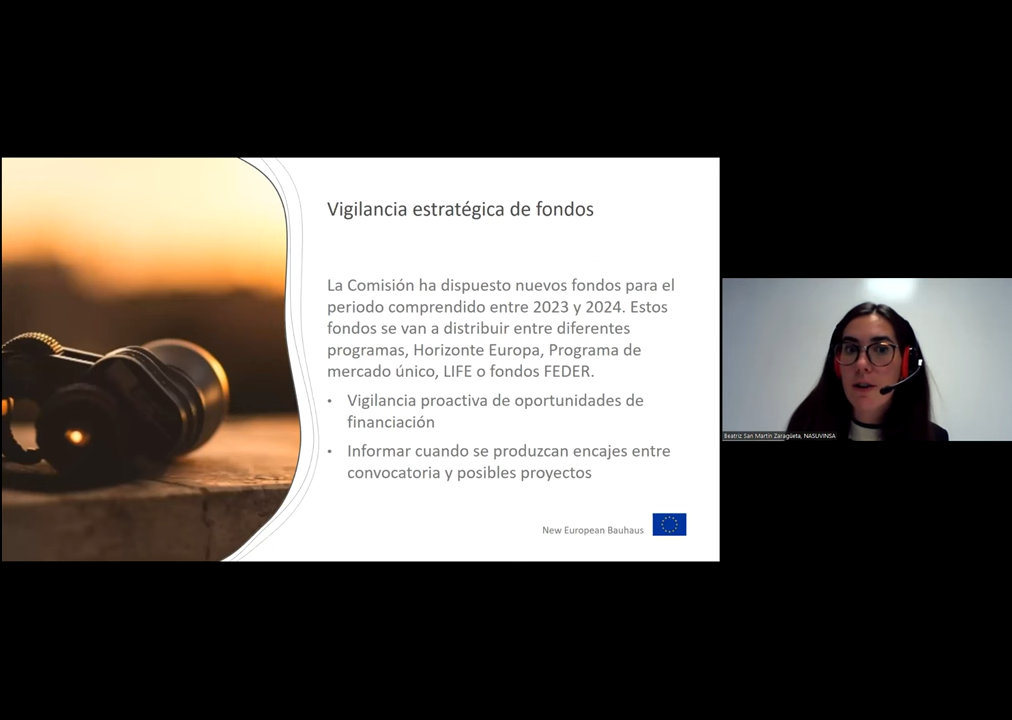 Vigilancia estratégica de fondos
La Comisión ha dispuesto nuevos fondos para el
periodo comprendido entre 2023 y 2024. Estos
fondos se van a distribuir entre diferentes
programas, Horizonte Europa, Programa de
mercado único, LIFE o fondos FEDER.
• Vigilancia proactiva de oportunidades de
financiación
• Informar cuando se produzcan encajes entre
convocatoria y posibles proyectos
New European Bauhaus
Beatriz San Martín Zaragüeta, NASUVINSA